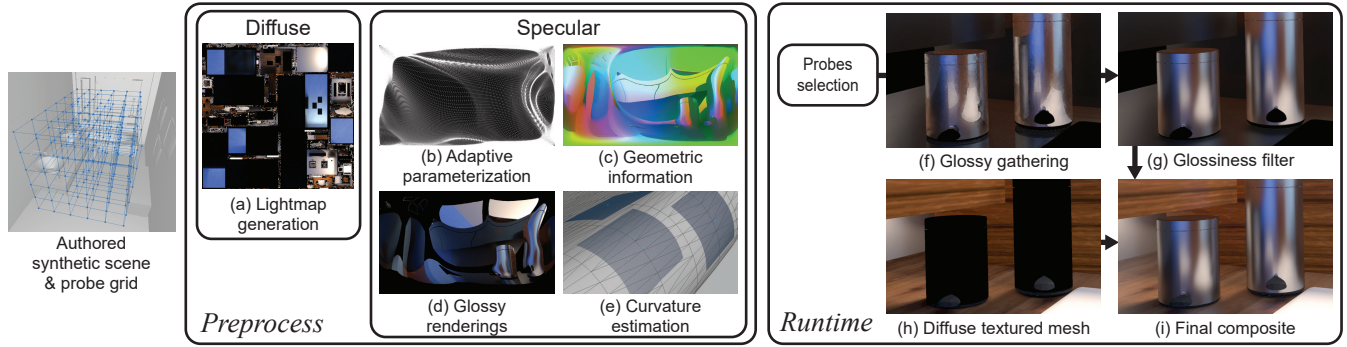 Authored
synthetic scene
& probe grid
Preprocess
Diffuse
(a) Lightmap
generation
Specular
(b) Adaptive
parameterization
(c) Geometric
information
(d) Glossy
renderings
(e) Curvature
estimation
Runtime
Probes
selection
(f) Glossy gathering
(g) Glossiness filter
(h) Diffuse textured mesh
(i) Final composite